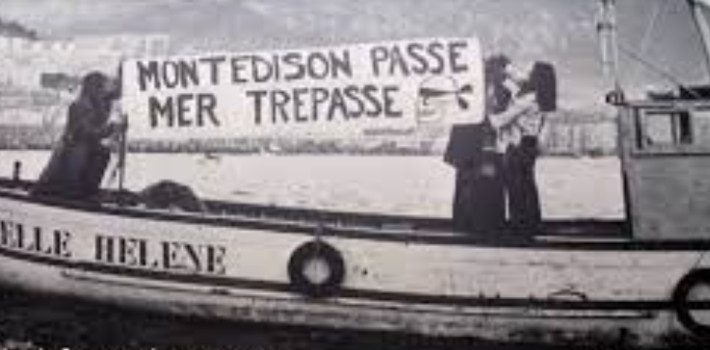 MONTEDISON PASSE
MER TREPASSE
ELLE HELENE